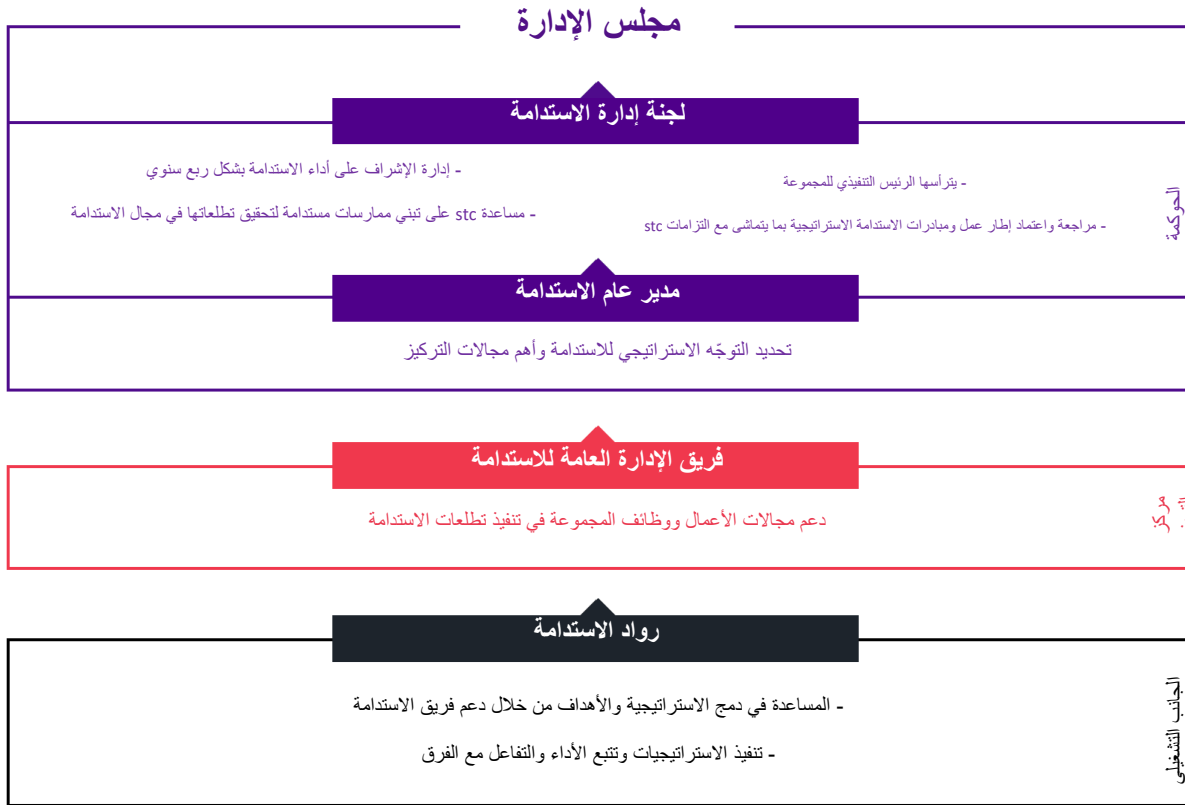 مجلس الإدارة
لجنة إدارة الاستدامة
الحوكمة
- يترأسها الرئيس التنفيذي للمجموعة
- مراجعة واعتماد إطار عمل ومبادرات الاستدامة الاستراتيجية بما يتماشى مع التزامات stc
- إدارة الإشراف على أداء الاستدامة بشكل ربع سنوي
- مساعدة stc على تبني ممارسات مستدامة لتحقيق تطلعاتها في مجال الاستدامة
مدير عام الاستدامة
تحديد التوجّه الاستراتيجي للاستدامة وأهم مجالات التركيز
فريق الإدارة العامة للاستدامة
مركز
دعم مجالات الأعمال ووظائف المجموعة في تنفيذ تطلعات الاستدامة
رواد الاستدامة
الجانب التشغيلي
- المساعدة في دمج الاستراتيجية والأهداف من خلال دعم فريق الاستدامة
- تنفيذ الاستراتيجيات وتتبع الأداء والتفاعل مع الفرق